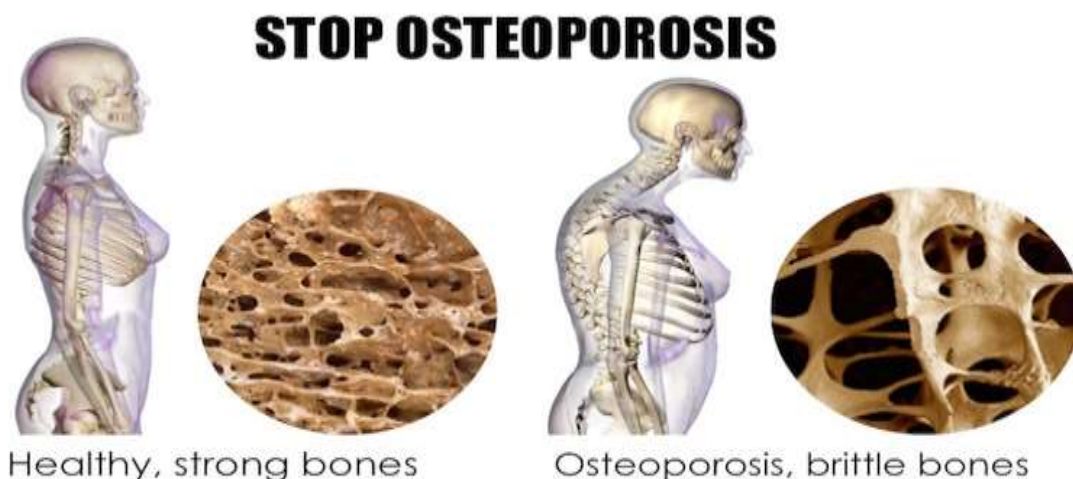 STOP OSTEOPOROSIS
Healthy, strong bones
Osteoporosis, brittle bones